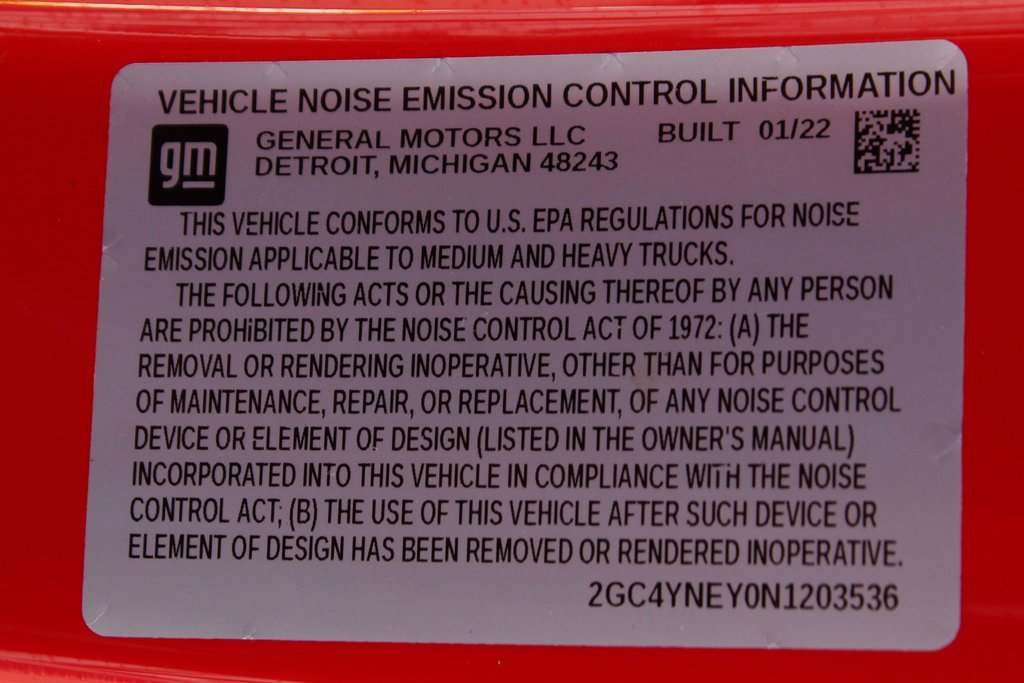 VEHICLE NOISE EMISSION CONTROL INFORMATION
gm
GENERAL MOTORS LLC BUILT 01/22
DETROIT, MICHIGAN 48243
THIS VEHICLE CONFORMS TO U.S. EPA REGULATIONS FOR NOISE
EMISSION APPLICABLE TO MEDIUM AND HEAVY TRUCKS.
THE FOLLOWING ACTS OR THE CAUSING THEREOF BY ANY PERSON
ARE PROHIBITED BY THE NOISE CONTROL ACT OF 1972: (A) THE
REMOVAL OR RENDERING INOPERATIVE, OTHER THAN FOR PURPOSES
OF MAINTENANCE, REPAIR, OR REPLACEMENT, OF ANY NOISE CONTROL
DEVICE OR ELEMENT OF DESIGN (LISTED IN THE OWNER'S MANUAL)
INCORPORATED INTO THIS VEHICLE IN COMPLIANCE WITH THE NOISE
CONTROL ACT; (B) THE USE OF THIS VEHICLE AFTER SUCH DEVICE OR
ELEMENT OF DESIGN HAS BEEN REMOVED OR RENDERED INOPERATIVE.
2GC4YNEY0N1203536